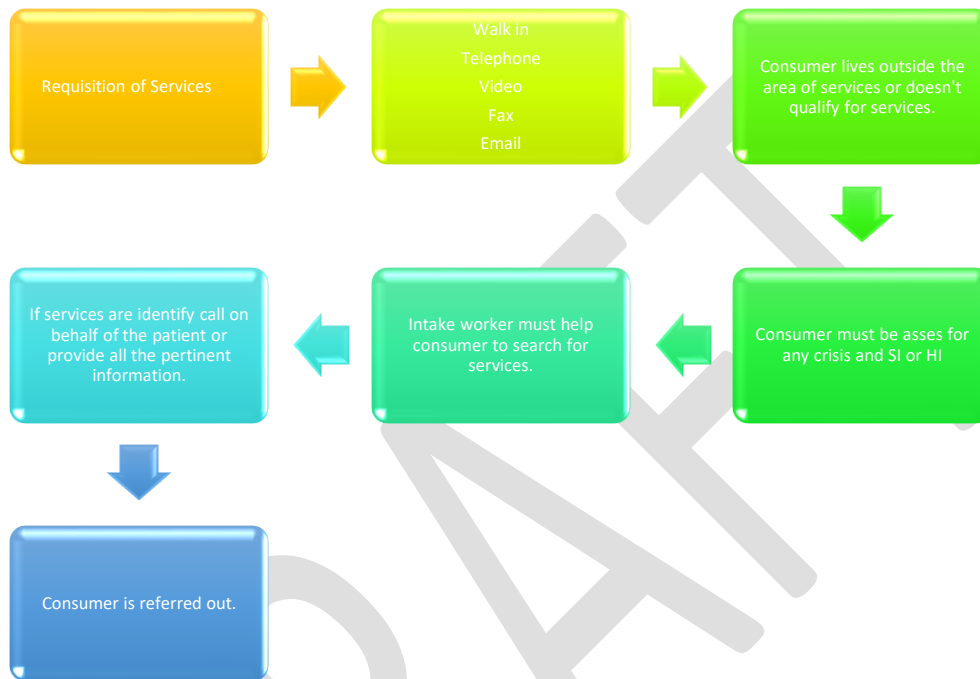 Requisition of Services
Walk In
Telephone
Video
Fax
Email
Consumer lives outside the
area of services or doesn't
qualify for services.
Consumer must be asses for
any crisis and SI or HI
Intake worker must help
consumer to search for
services.
If services are identify call on
behalf of the patient or
provide all the pertinent
information.
Consumer is referred out.
DRAFT